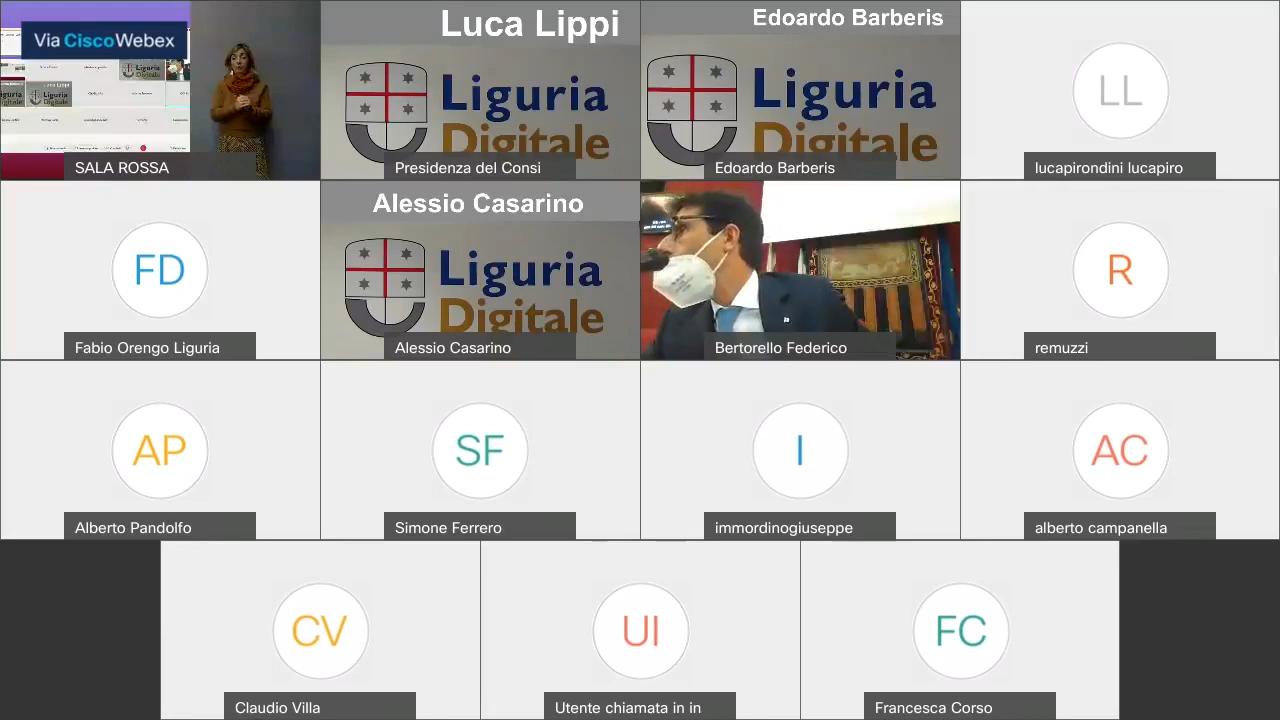 Via Cisco Webex
SALA ROSSA
Luca Lippi
Liguria
Digitale
Presidenza del Consi
Edoardo Barberis
Liguria
Digitale
Edoardo Barberis
LL
lucapirondini lucapiro
FD
Fabio Orengo Liguria
Alessio Casarino
Liguria
Digitale
Alessio Casarino
Bertorello Federico
R
remuzzi
AP
Alberto Pandolfo
SF
Simone Ferrero
I
immordinogiuseppe
AC
alberto campanella
CV
Claudio Villa
UI
Utente chiamata in in
FC
Francesca Corso